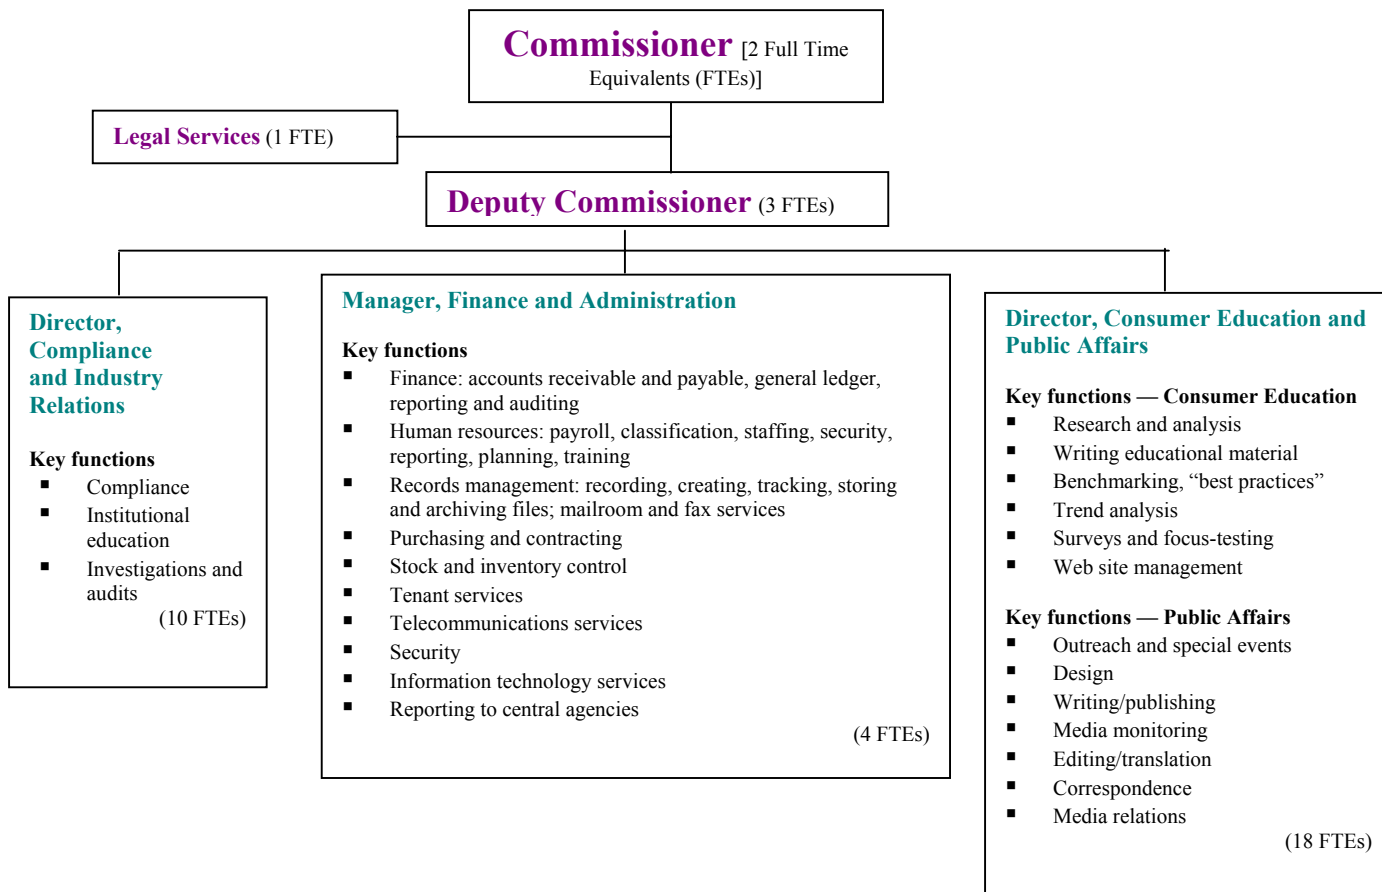 Commissioner [2 Full Time
Equivalents (FTEs)]
Legal Services (1 FTE)
Deputy Commissioner (3 FTEs)
Director,
Compliance
and Industry
Relations
Key functions
■ Compliance
■ Institutional
education
■ Investigations and
audits
(10 FTEs)
Manager, Finance and Administration
Key functions
■ Finance: accounts receivable and payable, general ledger,
reporting and auditing
■ Human resources: payroll, classification, staffing, security,
reporting, planning, training
■ Records management: recording, creating, tracking, storing
and archiving files; mailroom and fax services
■ Purchasing and contracting
■ Stock and inventory control
■ Tenant services
■ Telecommunications services
■ Security
■ Information technology services
■ Reporting to central agencies
(4 FTEs)
Director, Consumer Education and
Public Affairs
Key functions — Consumer Education
■ Research and analysis
■ Writing educational material
■ Benchmarking, “best practices”
■ Trend analysis
■ Surveys and focus-testing
■ Web site management
Key functions — Public Affairs
■ Outreach and special events
■ Design
■ Writing/publishing
■ Media monitoring
■ Editing/translation
■ Correspondence
■ Media relations
(18 FTEs)